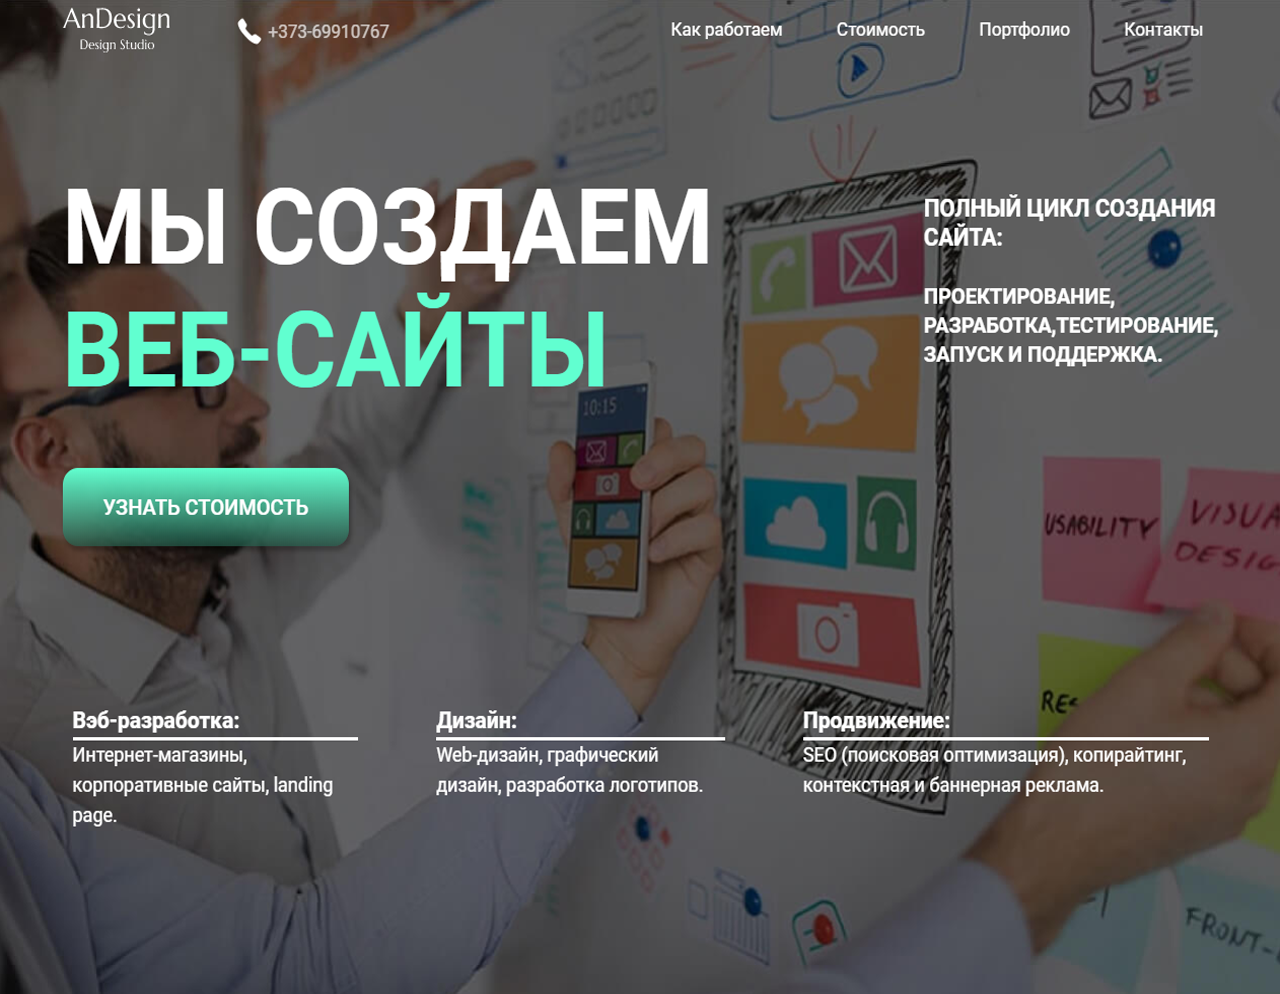 AnDesign
Design Studio
+373-69910767
Как работаем
Стоимость
Портфолио
Контакты
МЫ СОЗДАЕМ
ВЕБ-САЙТЫ
ПОЛНЫЙ ЦИКЛ СОЗДАНИЯ
САЙТА:
ПРОЕКТИРОВАНИЕ,
РАЗРАБОТКА,ТЕСТИРОВАНИЕ,
ЗАПУСК И ПОДДЕРЖКА.
10:15
УЗНАТЬ СТОИМОСТЬ
USABILITY
VISUA
DESIG
RES
Вэб-разработка:
Интернет-магазины,
корпоративные сайты, landing
page.
Дизайн:
Web-дизайн, графический
дизайн, разработка логотипов.
Продвижение:
SEO (поисковая оптимизация), копирайтинг,
контекстная и баннерная реклама.
FRONT-